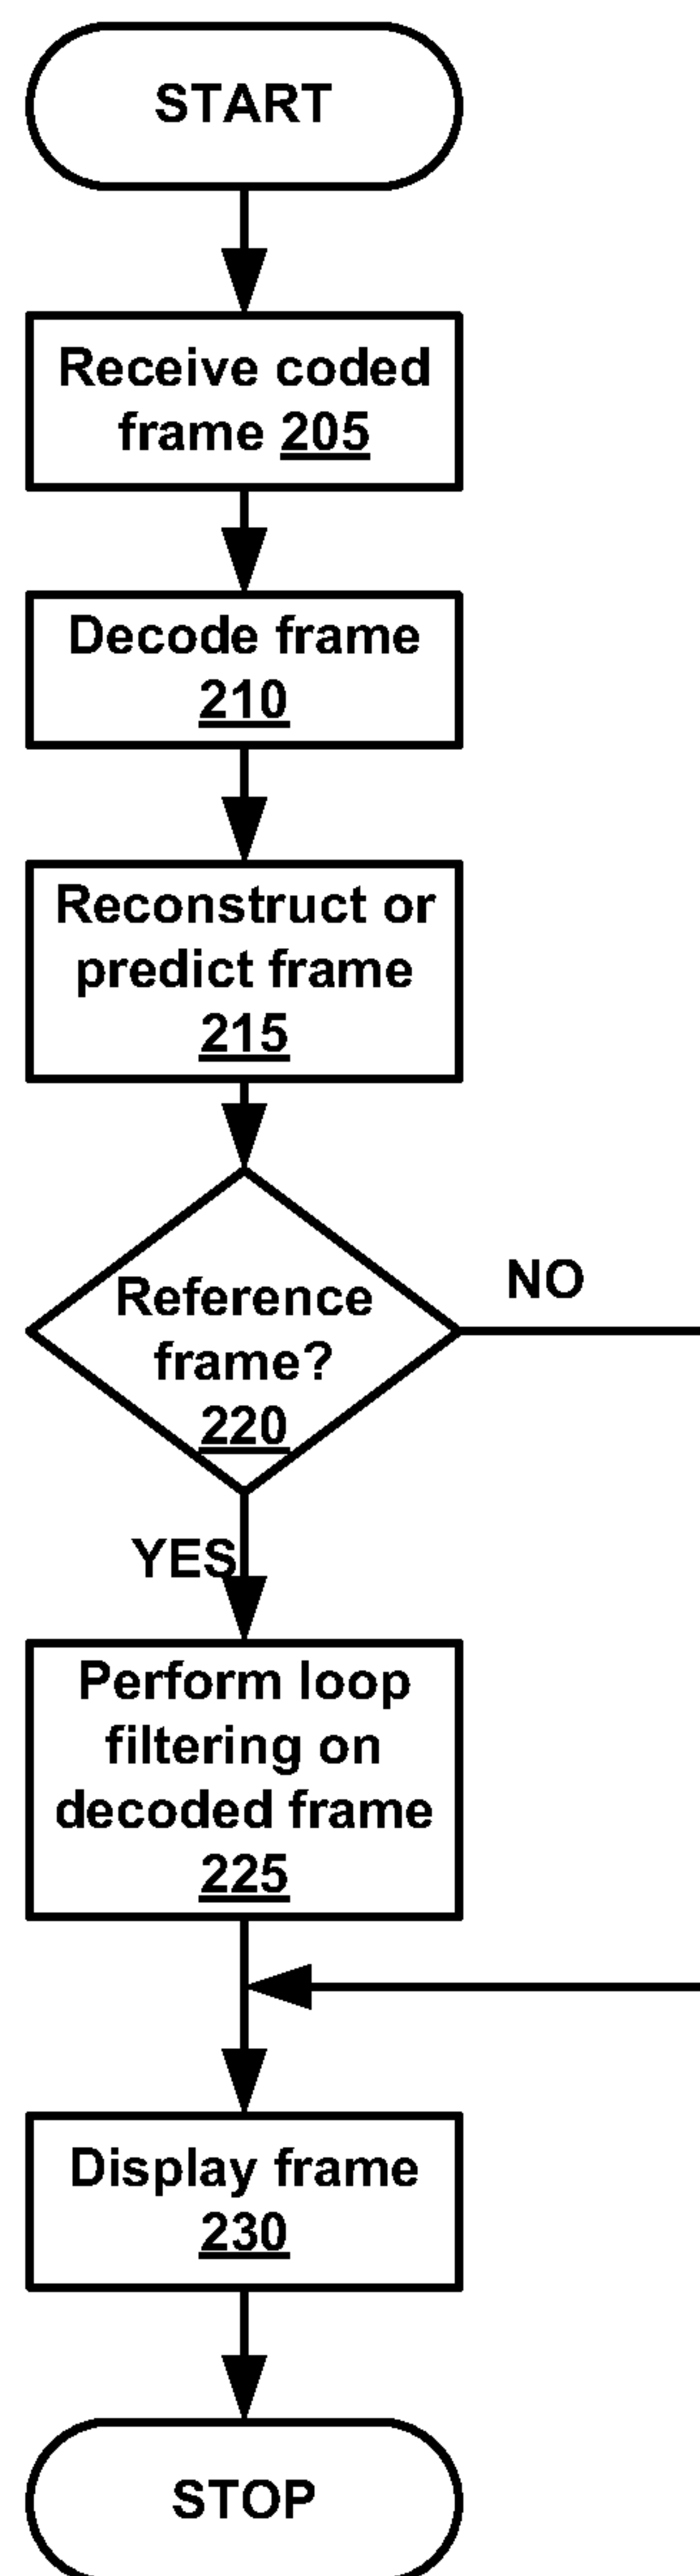 START
Receive coded
frame 205
Decode frame
210
Reconstruct or
predict frame
215
NO
Reference
frame?
220
YES
Perform loop
filtering on
decoded frame
225
Display frame
230
STOP